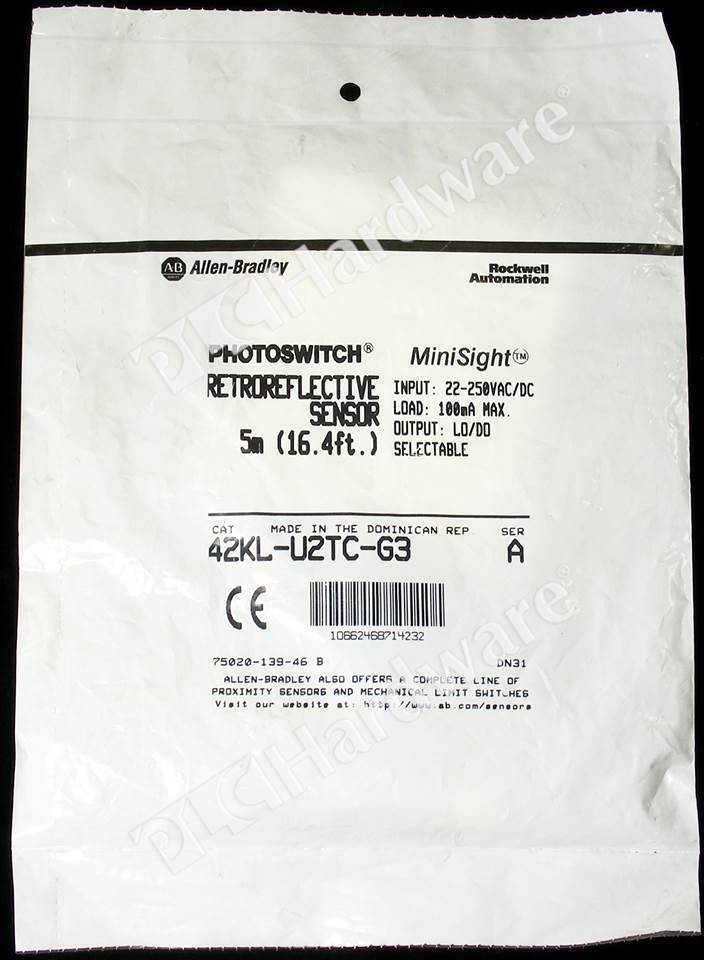 AB Allen-Bradley
Rockwell Automation
PHOTOSWITCH® MiniSight™
RETROREFLECTIVE SENSOR
5m (16.4ft.)
INPUT: 22-250VAC/DC
LOAD: 100mA MAX.
OUTPUT: LO/DO
SELECTABLE
CAT MADE IN THE DOMINICAN REP SER
42KL-U2TC-G3 A
CE
10662468714232
75020-139-46 B DN31
ALLEN-BRADLEY ALSO OFFERS A COMPLETE LINE OF
PROXIMITY SENSORS AND MECHANICAL LIMIT SWITCHES
Visit our website at: http://www.ab.com/sensors
PLCHardware®
PLCHardware®